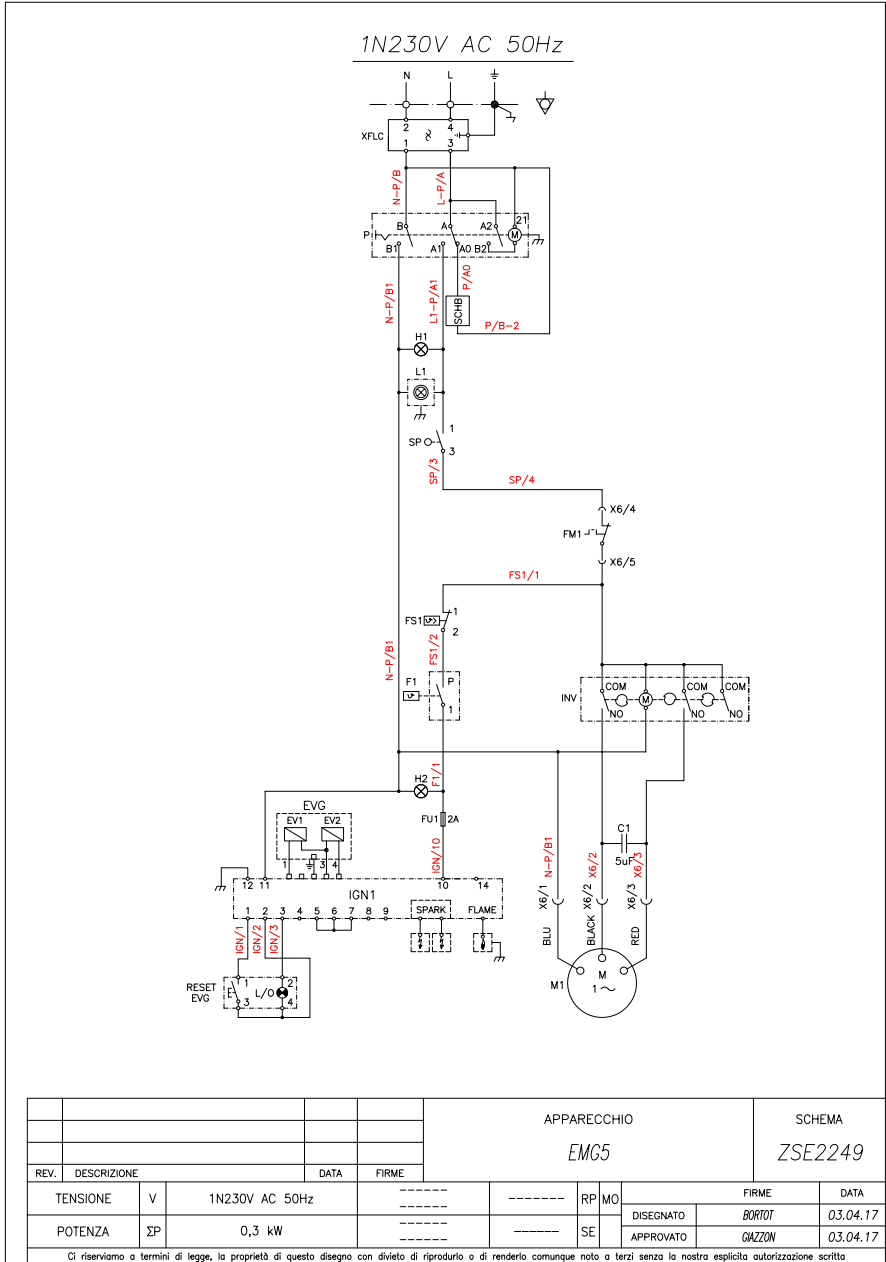 1N230V AC 50Hz
N L
XFLC
2 4
1 3
N-P/B
L-P/A
P
B A A2 21
M
B1 A1 A0 B2
N-P/B1
L1-P/A1
P/A0
SCHB
P/B-2
H1
L1
SP
1
3
SP/3
SP/4
X6/4
FM1
X6/5
FS1/1
FS1
1
2
FS1/2
N-P/B1
F1
P
1
INV
COM COM COM
M
NO NO NO
F1/1
H2
EVG
EV1 EV2
1 3 4
FU1 2A
IGN/10
C1
5uF
N-P/B1
X6/2
X6/3
12 11 10 14
IGN1
1 2 3 4 5 6 7 8 9
SPARK FLAME
IGN/1
IGN/2
IGN/3
X6/1
X6/2
X6/3
BLU
BLACK
RED
RESET
EVG
1
3
E
L/O
2
4
M1
M
1~
REV. DESCRIZIONE DATA FIRME
APPARECCHIO
EMG5
SCHEMA
ZSE2249
TENSIONE V 1N230V AC 50Hz
RP MO
FIRME DATA
DISEGNATO BORTOT 03.04.17
POTENZA ΣP 0,3 kW
SE
APPROVATO GIAZZON 03.04.17
Ci riserviamo a termini di legge, la proprietà di questo disegno con divieto di riprodurlo o di renderlo comunque noto a terzi senza la nostra esplicita autorizzazione scritta